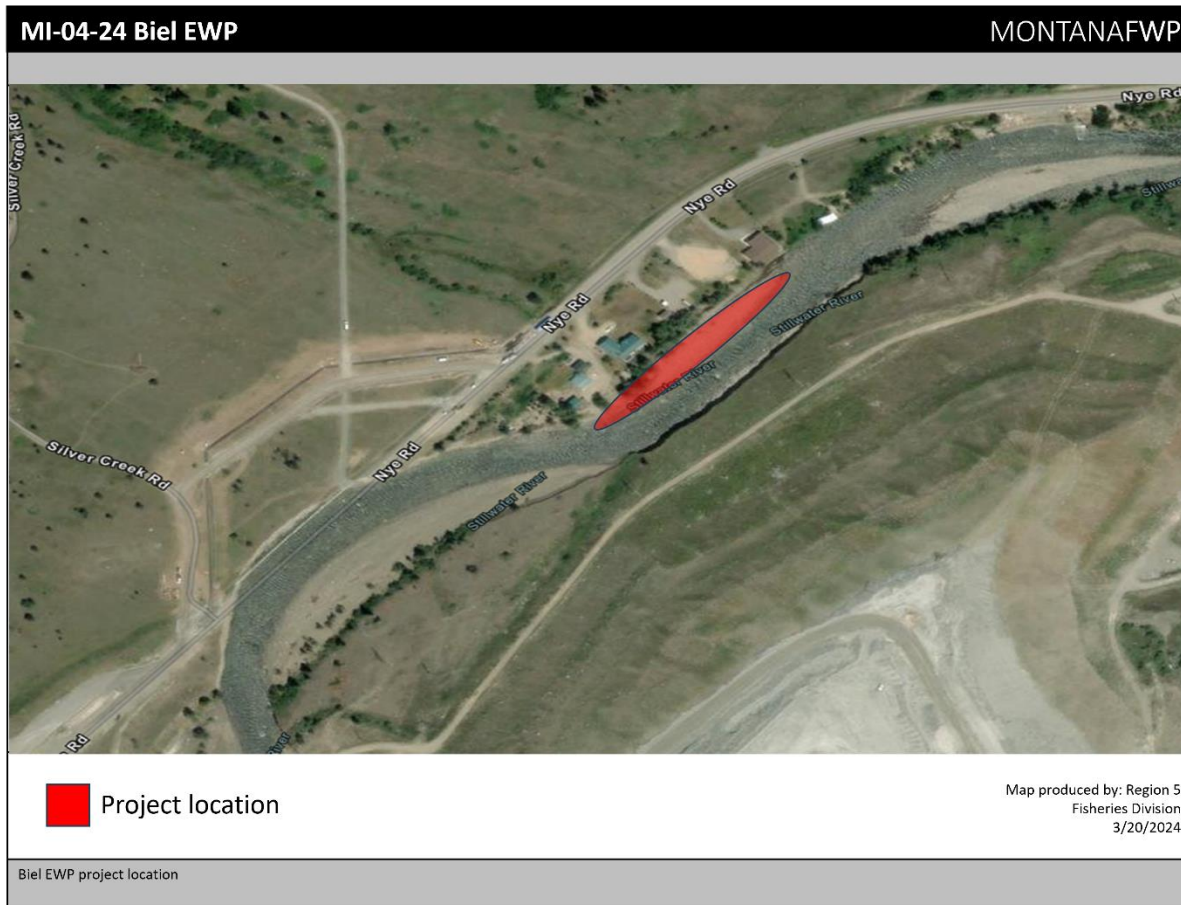 MI-04-24 Biel EWP
MONTANAFWP
Nye Rd
Silver Creek Rd
Nye Rd
Stillwa
Nye Rd
Stillwater River
Stillwater River
Silver Creek Rd
Nye Rd
Stillwater River
Rd
River
Project location
Map produced by: Region 5
Fisheries Division
3/20/2024
Biel EWP project location